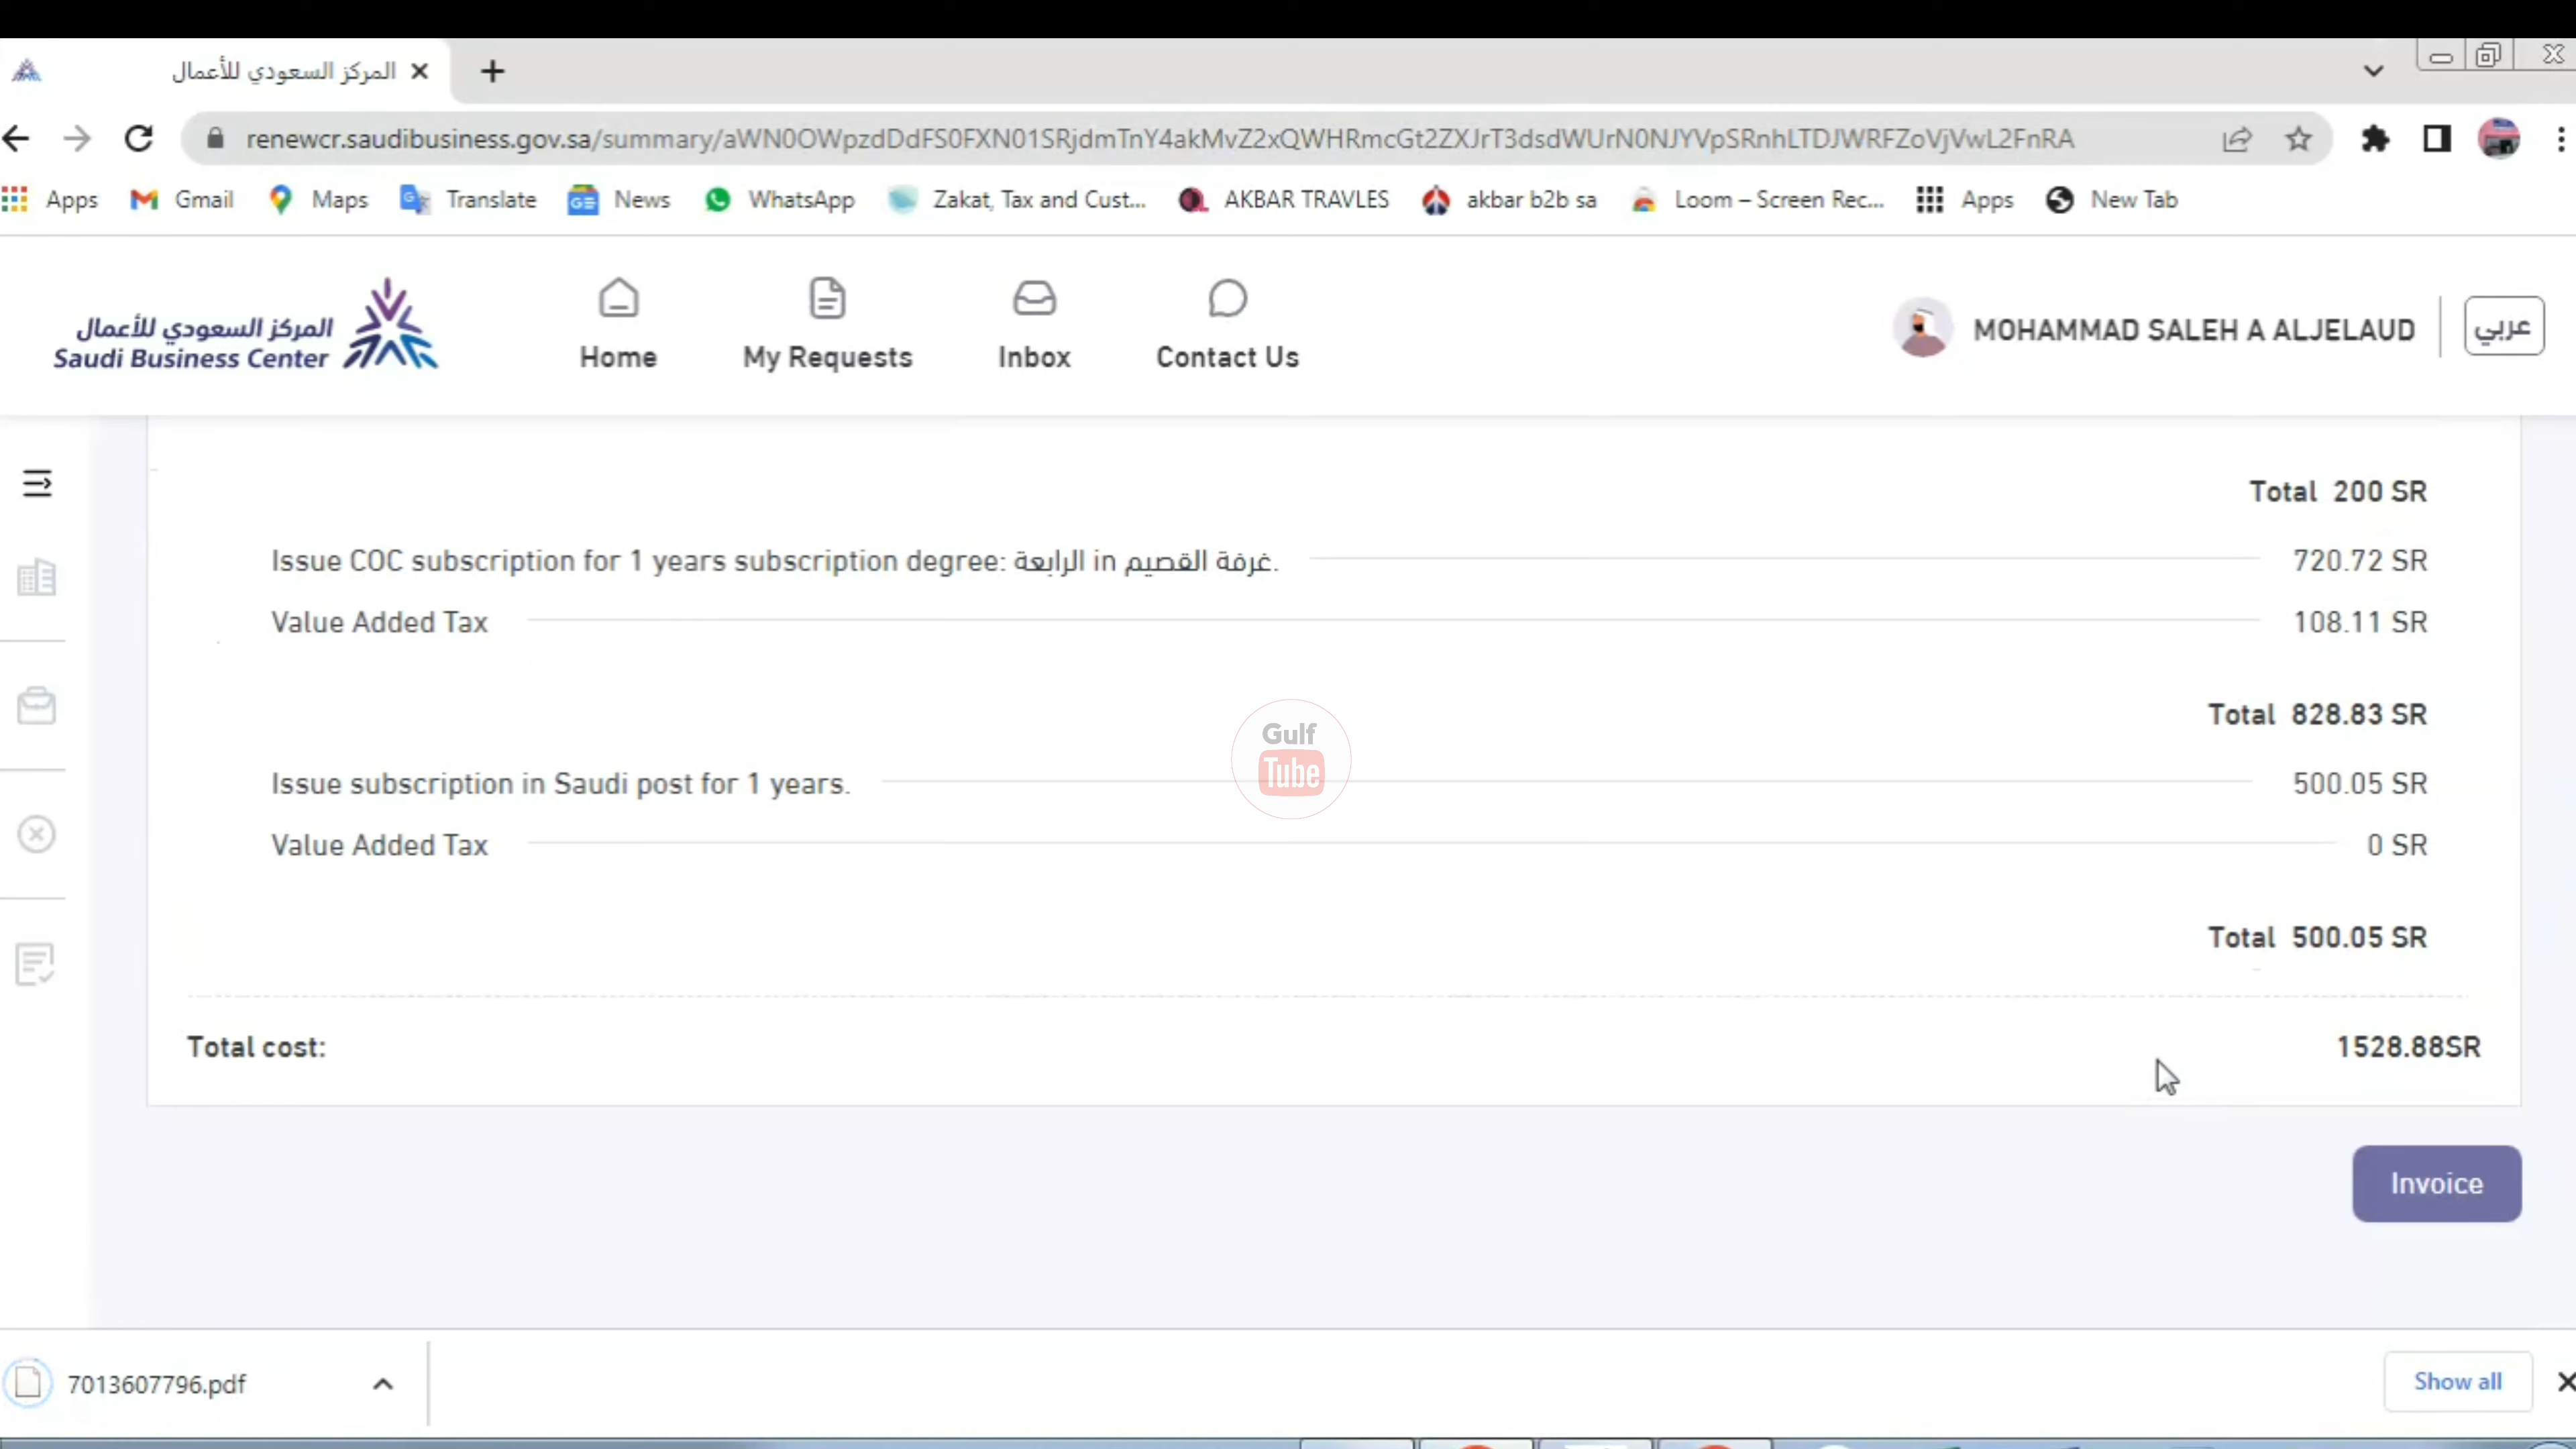 المركز السعودي للأعمال
renewcr.saudibusiness.gov.sa/summary/aWN0OWpzdDdFS0FXN01SRjdmTnY4akMvZ2xQWHRmcGt2ZXJrT3dsdWUrN0NJYVpSRnhLTDJWRFZoVjVwL2FnRA
Apps Gmail Maps Translate News WhatsApp Zakat, Tax and Cust... AKBAR TRAVLES akbar b2b sa Loom – Screen Rec... Apps New Tab
المركز السعودي للأعمال
Saudi Business Center
Home My Requests Inbox Contact Us
MOHAMMAD SALEH A ALJELAUD
عربي
Total 200 SR
Issue COC subscription for 1 years subscription degree: الرابعة in غرفة القصيم. 720.72 SR
Value Added Tax 108.11 SR
Total 828.83 SR
Gulf
Tube
Issue subscription in Saudi post for 1 years. 500.05 SR
Value Added Tax 0 SR
Total 500.05 SR
Total cost: 1528.88SR
Invoice
7013607796.pdf
Show all